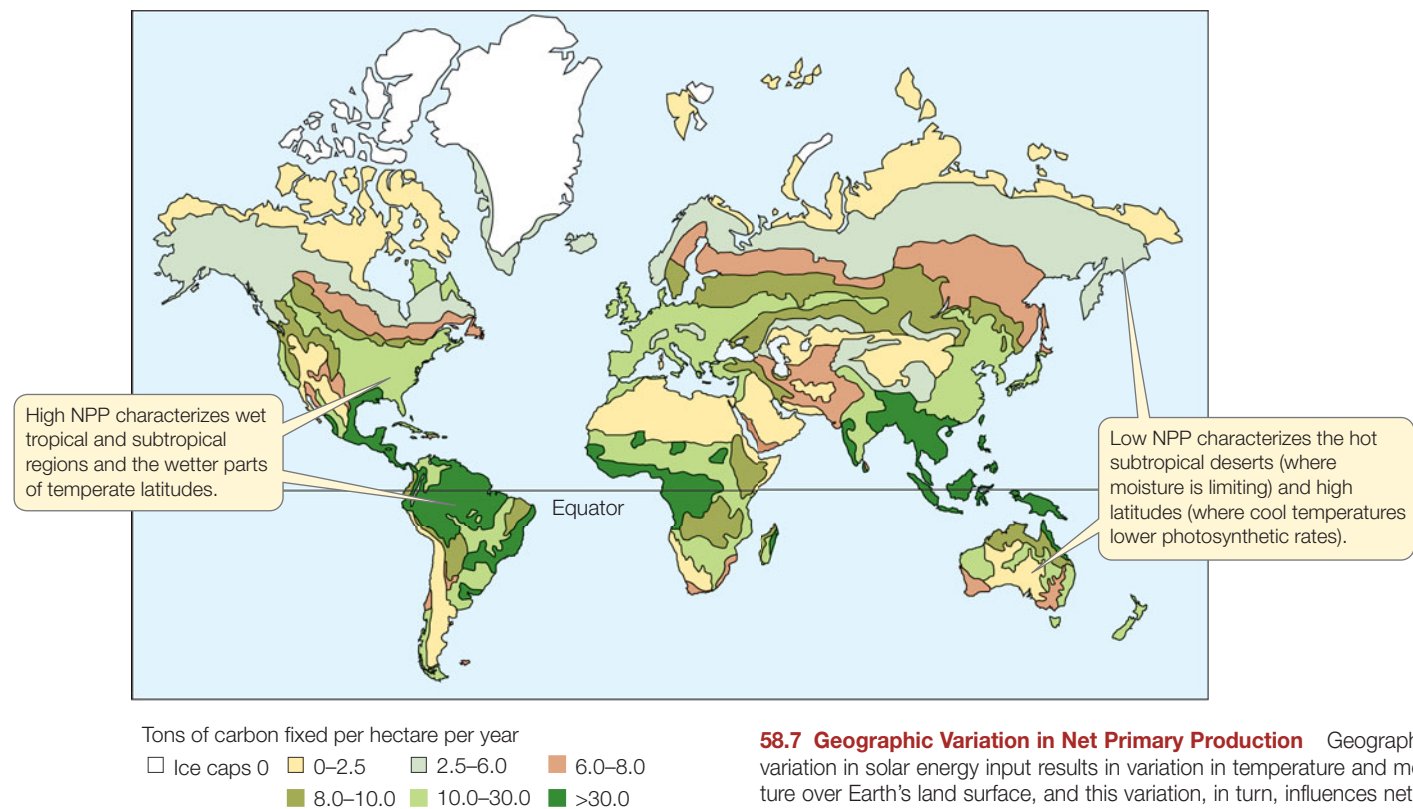 High NPP characterizes wet
tropical and subtropical
regions and the wetter parts
of temperate latitudes.
Equator
Low NPP characterizes the hot
subtropical deserts (where
moisture is limiting) and high
latitudes (where cool temperatures
lower photosynthetic rates).
Tons of carbon fixed per hectare per year
Ice caps 0 0–2.5 2.5–6.0 6.0–8.0
8.0–10.0 10.0–30.0 >30.0
58.7 Geographic Variation in Net Primary Production
variation in solar energy input results in variation in temperature and
ture over Earth’s land surface, and this variation, in turn, influences net